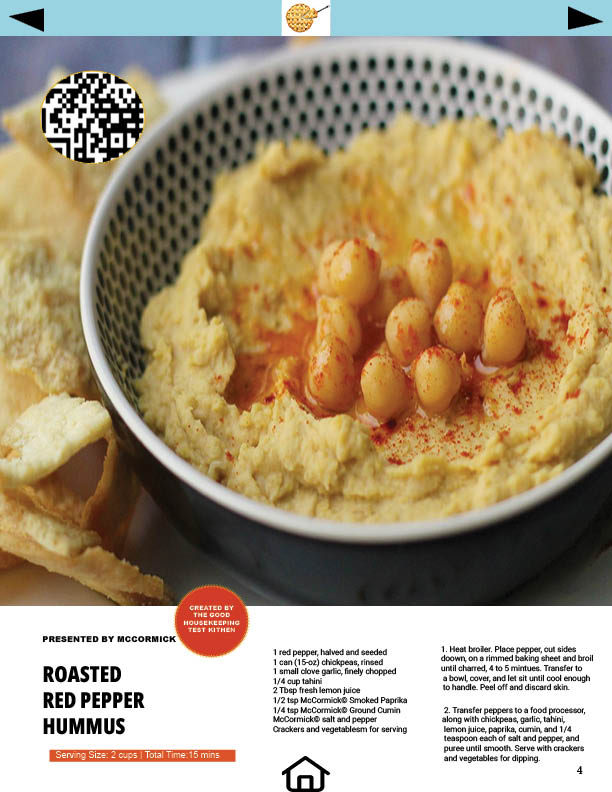 CREATED BY
THE GOOD
HOUSEKEEPING
TEST KITHEN
PRESENTED BY MCCORMICK
ROASTED
RED PEPPER
HUMMUS
Serving Size: 2 cups | Total Time:15 mins
1 red pepper, halved and seeded
1 can (15-oz) chickpeas, rinsed
1 small clove garlic, finely chopped
1/4 cup tahini
2 Tbsp fresh lemon juice
1/2 tsp McCormick© Smoked Paprika
1/4 tsp McCormick© Ground Cumin
McCormick© salt and pepper
Crackers and vegetablesm for serving
1. Heat broiler. Place pepper, cut sides
doown, on a rimmed baking sheet and broil
until charred, 4 to 5 mintues. Transfer to
a bowl, cover, and let sit until cool enough
to handle. Peel off and discard skin.
2. Transfer peppers to a food processor,
along with chickpeas, garlic, tahini,
lemon juice, paprika, cumin, and 1/4
teaspoon each of salt and pepper, and
puree until smooth. Serve with crackers
and vegetables for dipping.
4